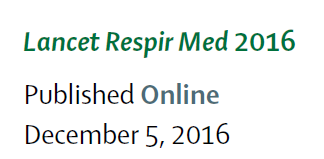 Lancet Respir Med 2016
Published Online
December 5, 2016